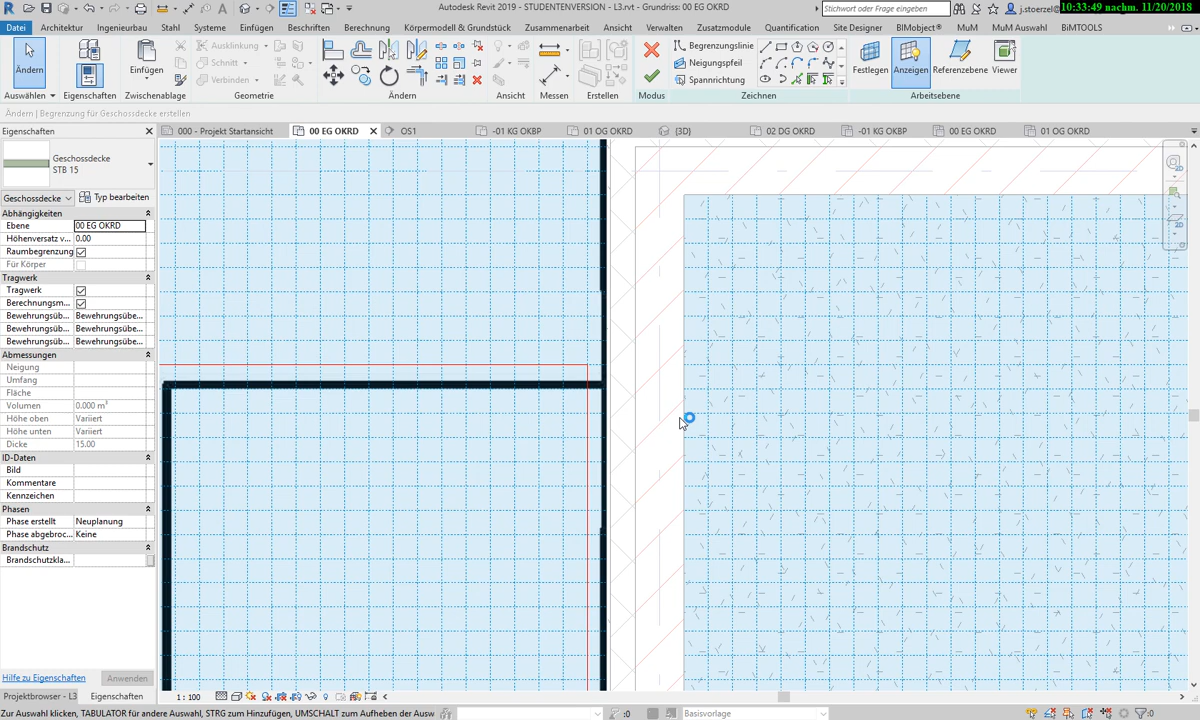 Autodesk Revit 2019 - STUDENTENVERSION - L3.rvt - Grundriss: 00 EG OKRD
Stichwort oder Frage eingeben
j.stoerzel
10:33:49 nachm. 11/20/2018
Datei Architektur Ingenieurbau Stahl Systeme Einfügen Beschriften Berechnung Körpermodell & Grundstück Zusammenarbeit Ansicht Verwalten Zusatzmodule Quantification Site Designer BIMobject® MuM MuM Auswahl BiMTOOLS
Ändern
Einfügen
Ausklinkung
Schnitt
Verbinden
Begrenzungslinie
Neigungspfeil
Spannrichtung
Festlegen Anzeigen Referenzebene Viewer
Auswählen Eigenschaften Zwischenablage Geometrie Ändern Ansicht Messen Erstellen Modus Zeichnen Arbeitsebene
Ändern | Begrenzung für Geschossdecke erstellen
Eigenschaften
000 - Projekt Startansicht 00 EG OKRD OS1 -01 KG OKBP 01 OG OKRD {3D} 02 DG OKRD -01 KG OKBP 00 EG OKRD 01 OG OKRD
Geschossdecke
STB 15
Geschossdecke Typ bearbeiten
Abhängigkeiten
Ebene 00 EG OKRD
Höhenversatz v... 0.00
Raumbegrenzung
Für Körper
Tragwerk
Tragwerk
Berechnungsm...
Bewehrungsüb... Bewehrungsübe...
Bewehrungsüb... Bewehrungsübe...
Bewehrungsüb... Bewehrungsübe...
Abmessungen
Neigung
Umfang
Fläche
Volumen 0.000 m³
Höhe oben Variiert
Höhe unten Variiert
Dicke 15.00
ID-Daten
Bild
Kommentare
Kennzeichen
Phasen
Phase erstellt Neuplanung
Phase abgebroc... Keine
Brandschutz
Brandschutzkla...
Hilfe zu Eigenschaften Anwenden
Projektbrowser - L3 Eigenschaften
1 : 100
Zur Auswahl klicken, TABULATOR für andere Auswahl, STRG zum Hinzufügen, UMSCHALT zum Aufheben der Ausw
:0
Basisvorlage
:0